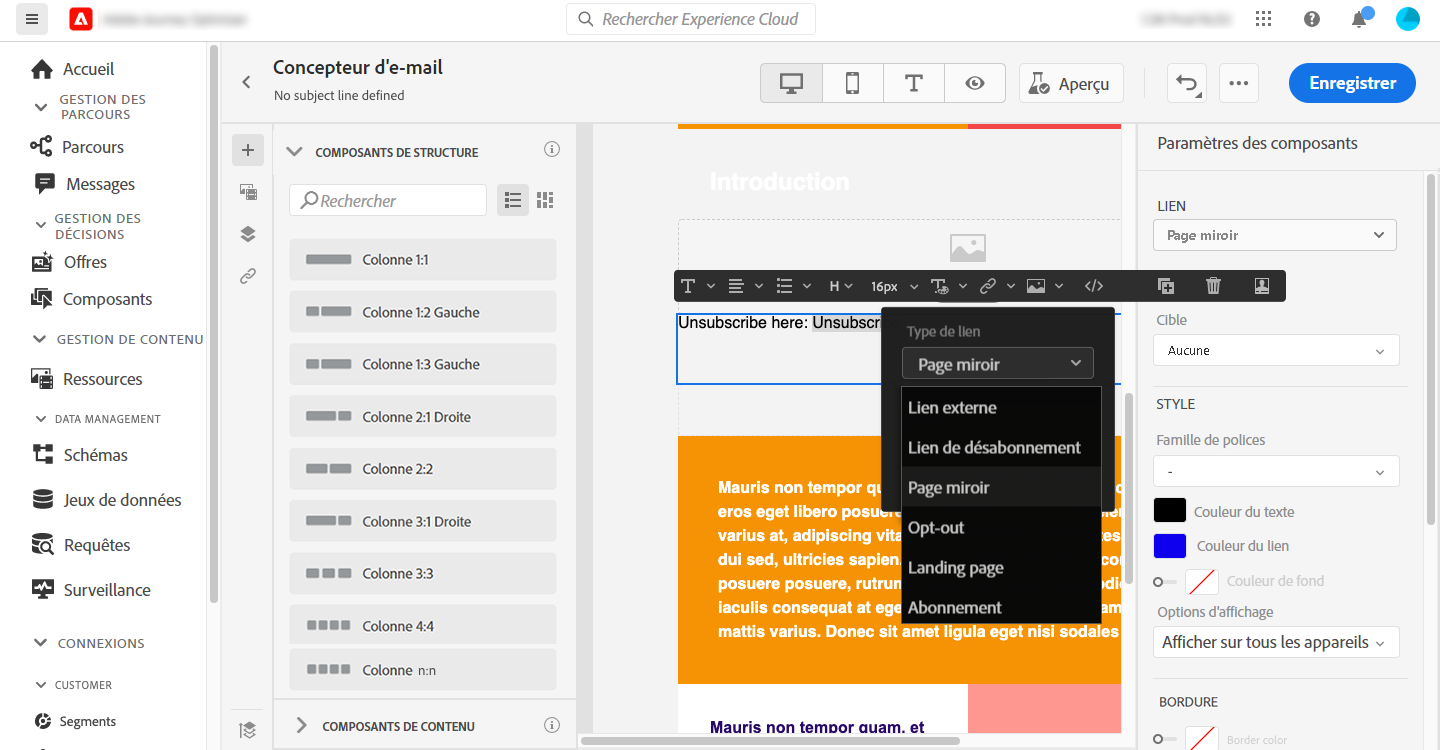 Rechercher Experience Cloud
Accueil
GESTION DES
PARCOURS
Parcours
Messages
GESTION DES
DÉCISIONS
Offres
Composants
GESTION DE CONTENU
Ressources
DATA MANAGEMENT
Schémas
Jeux de données
Requêtes
Surveillance
CONNEXIONS
CUSTOMER
Segments
Concepteur d'e-mail
No subject line defined
Aperçu
Enregistrer
COMPOSANTS DE STRUCTURE
Rechercher
Colonne 1:1
Colonne 1:2 Gauche
Colonne 1:3 Gauche
Colonne 2:1 Droite
Colonne 2:2
Colonne 3:1 Droite
Colonne 3:3
Colonne 4:4
Colonne n:n
COMPOSANTS DE CONTENU
Introduction
H
16px
Unsubscribe here: Unsubscri
Type de lien
Page miroir
Lien externe
Lien de désabonnement
Page miroir
Opt-out
Landing page
Abonnement
Mauris non tempor qu
eros eget libero posuere
varius at, adipiscing vita
dui sed, ultricies sapien.
posuere posuere, rutrum
iaculis consequat at ege
mattis varius. Donec sit amet ligula eget nisi sodales
Mauris non tempor quam, et
Paramètres des composants
LIEN
Page miroir
Cible
Aucune
STYLE
Famille de polices
-
Couleur du texte
Couleur du lien
Couleur de fond
Options d'affichage
Afficher sur tous les appareils
BORDURE
Border color